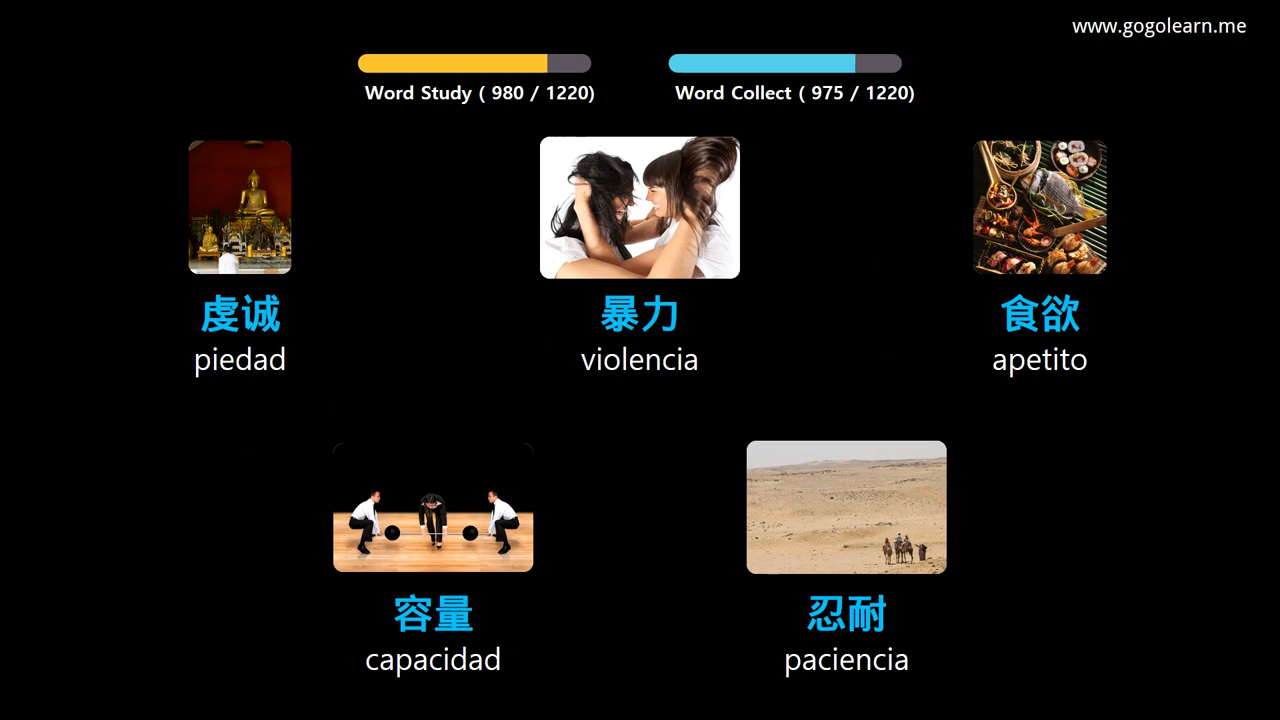 www.gogolearn.me
Word Study ( 980 / 1220)
Word Collect ( 975 / 1220)
虔诚
piedad
暴力
violencia
食欲
apetito
容量
capacidad
忍耐
paciencia